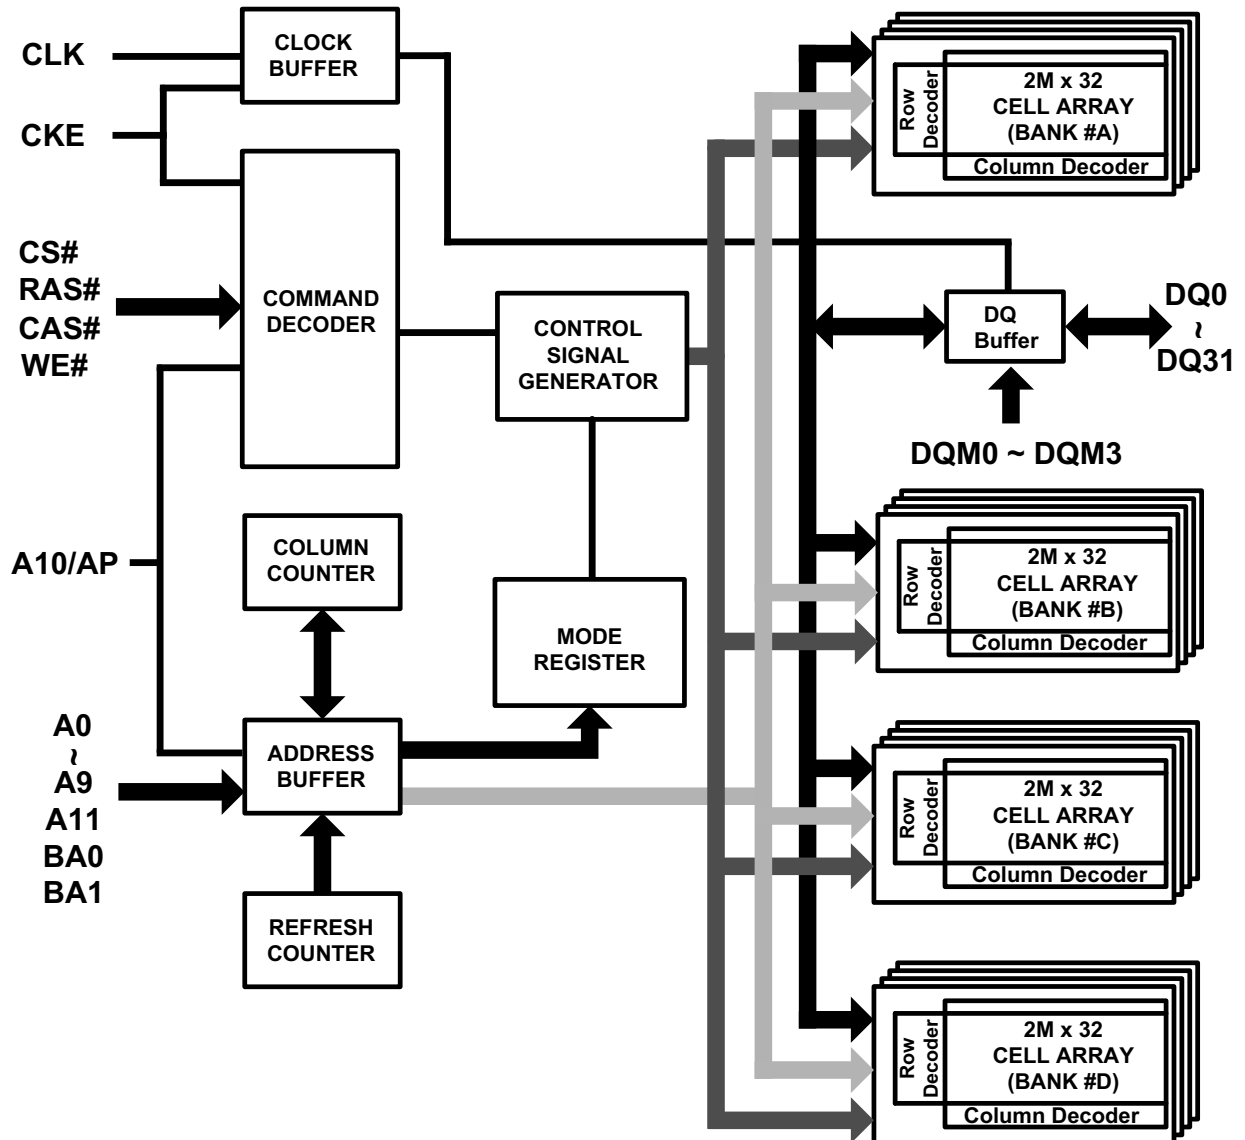 CLK
CKE
CLOCK
BUFFER
CS#
RAS#
CAS#
WE#
COMMAND
DECODER
CONTROL
SIGNAL
GENERATOR
A10/AP
COLUMN
COUNTER
MODE
REGISTER
A0
~
A9
A11
BA0
BA1
ADDRESS
BUFFER
REFRESH
COUNTER
Row
Decoder
2M x 32
CELL ARRAY
(BANK #A)
Column Decoder
DQ
Buffer
DQ0
~
DQ31
DQM0 ~ DQM3
Row
Decoder
2M x 32
CELL ARRAY
(BANK #B)
Column Decoder
Row
Decoder
2M x 32
CELL ARRAY
(BANK #C)
Column Decoder
Row
Decoder
2M x 32
CELL ARRAY
(BANK #D)
Column Decoder